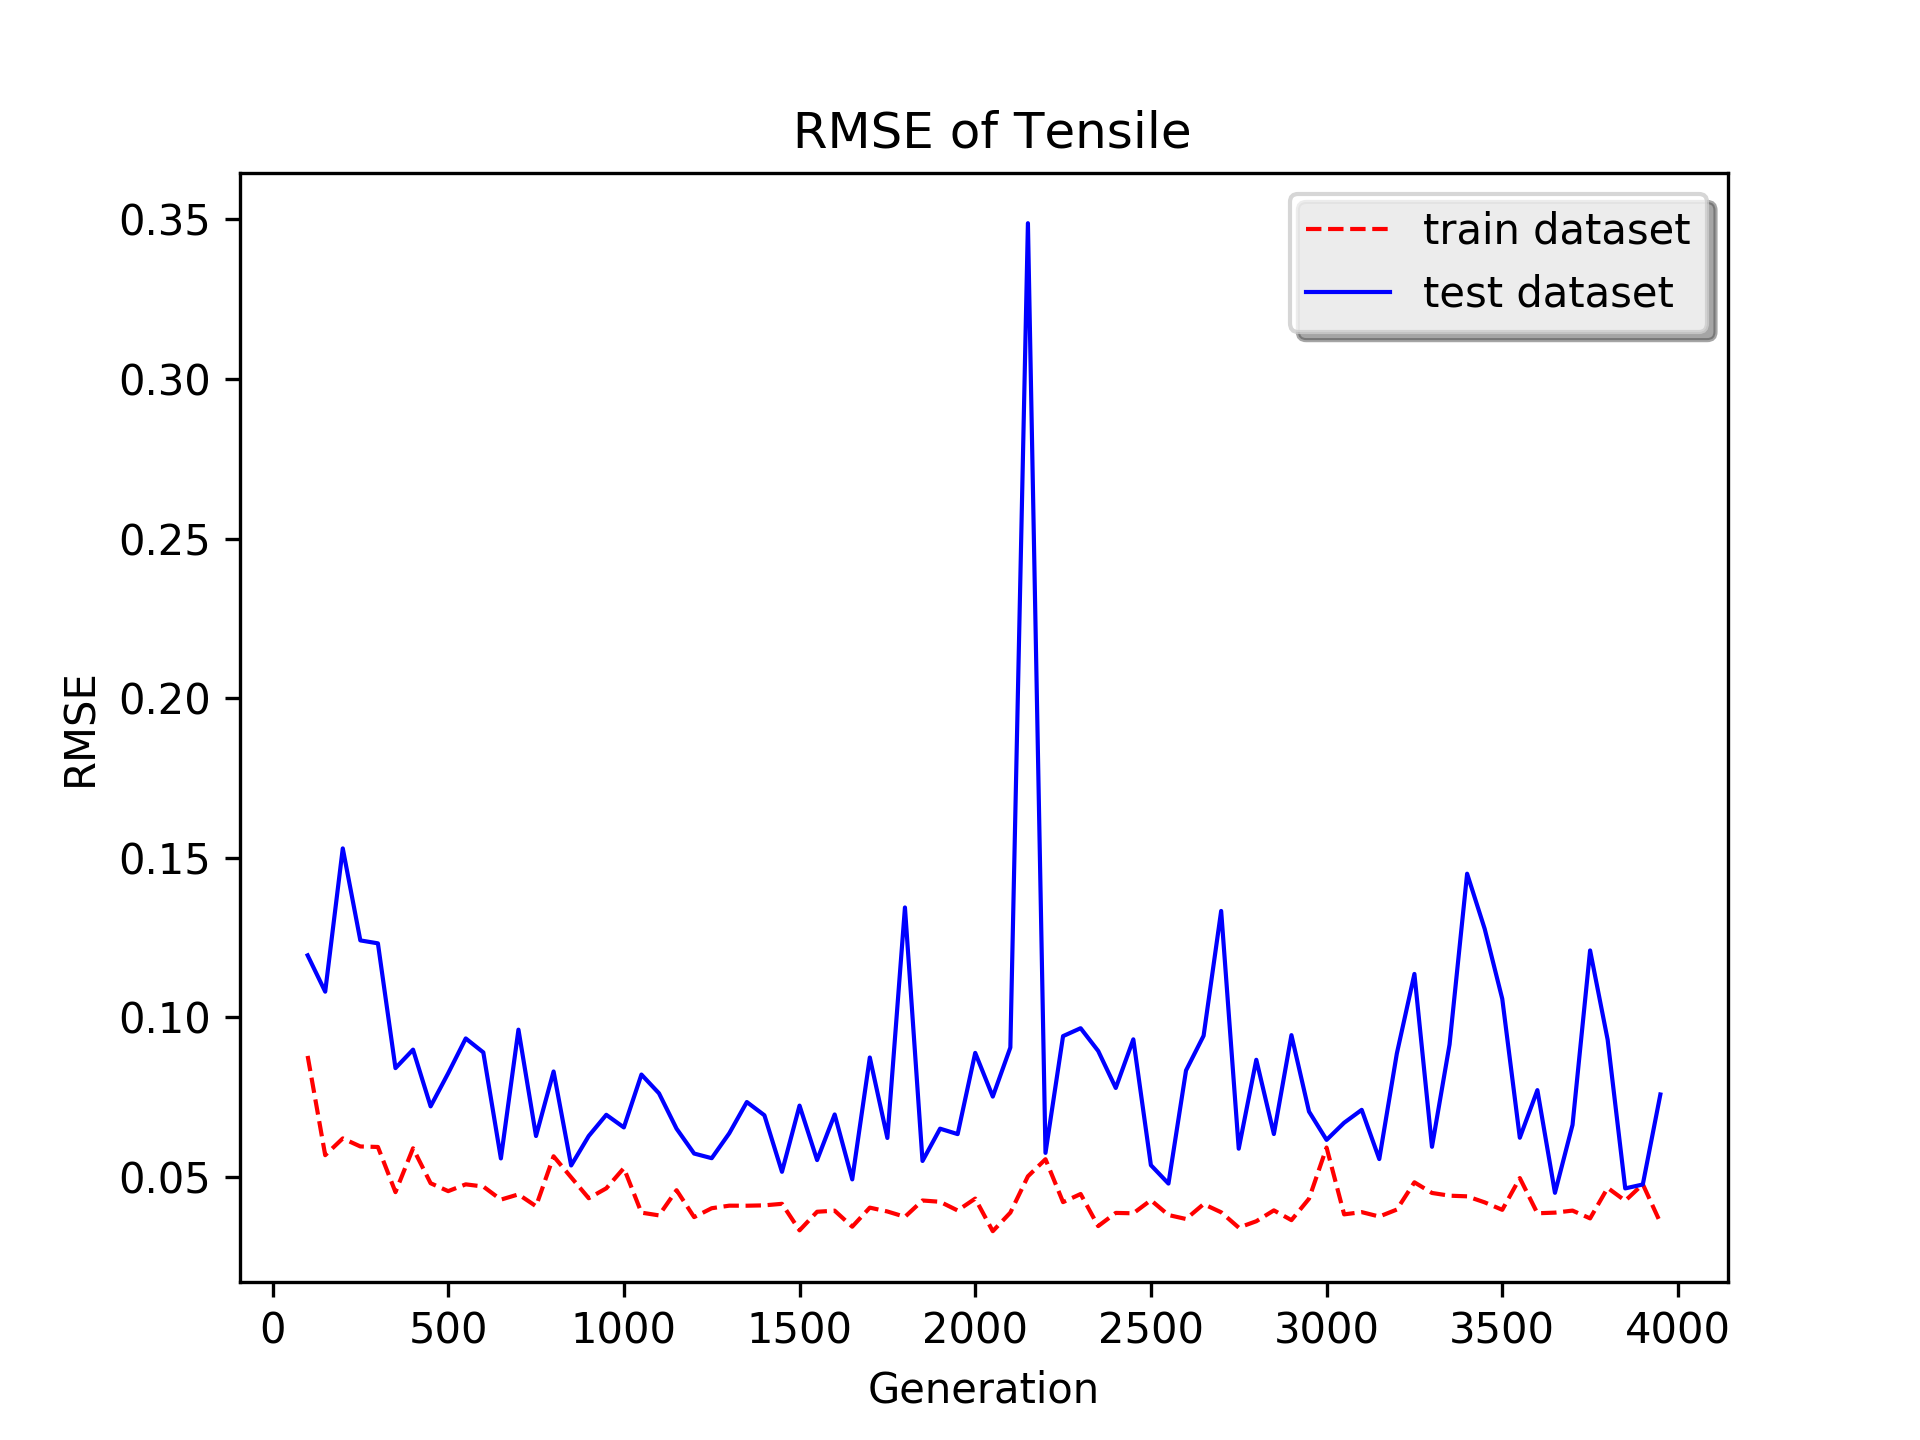 RMSE of Tensile
train dataset
test dataset
0.35
0.30
0.25
0.20
0.15
0.10
0.05
RMSE
0 500 1000 1500 2000 2500 3000 3500 4000
Generation